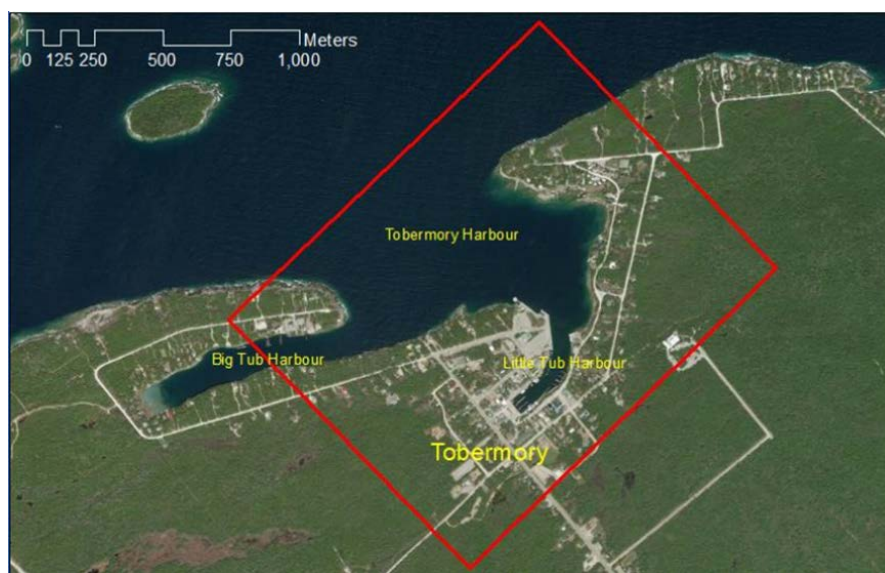 Meters
0 125 250 500 750 1,000
Tobermory Harbour
Big Tub Harbour
Little Tub Harbour
Tobermory